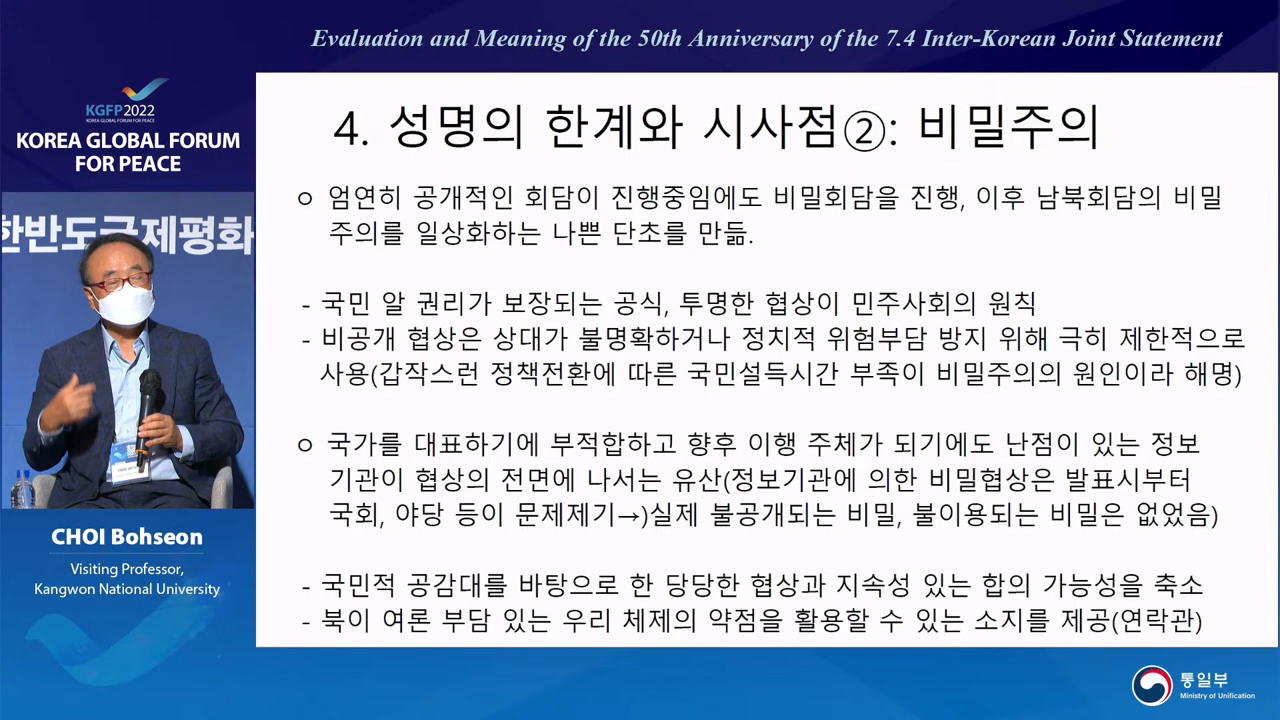 Evaluation and Meaning of the 50th Anniversary of the 7.4 Inter-Korean Joint Statement
KGFP2022
KOREA GLOBAL FORUM FOR PEACE
KOREA GLOBAL FORUM
FOR PEACE
한반도국제평화
CHOI Bohseon
Visiting Professor,
Kangwon National University
4. 성명의 한계와 시사점②: 비밀주의
ㅇ 엄연히 공개적인 회담이 진행중임에도 비밀회담을 진행, 이후 남북회담의 비밀
주의를 일상화하는 나쁜 단초를 만듦.
- 국민 알 권리가 보장되는 공식, 투명한 협상이 민주사회의 원칙
- 비공개 협상은 상대가 불명확하거나 정치적 위험부담 방지 위해 극히 제한적으로
사용(갑작스런 정책전환에 따른 국민설득시간 부족이 비밀주의의 원인이라 해명)
ㅇ 국가를 대표하기에 부적합하고 향후 이행 주체가 되기에도 난점이 있는 정보
기관이 협상의 전면에 나서는 유산(정보기관에 의한 비밀협상은 발표시부터
국회, 야당 등이 문제제기→)실제 불공개되는 비밀, 불이용되는 비밀은 없었음)
- 국민적 공감대를 바탕으로 한 당당한 협상과 지속성 있는 합의 가능성을 축소
- 북이 여론 부담 있는 우리 체제의 약점을 활용할 수 있는 소지를 제공(연락관)
통일부
Ministry of Unification